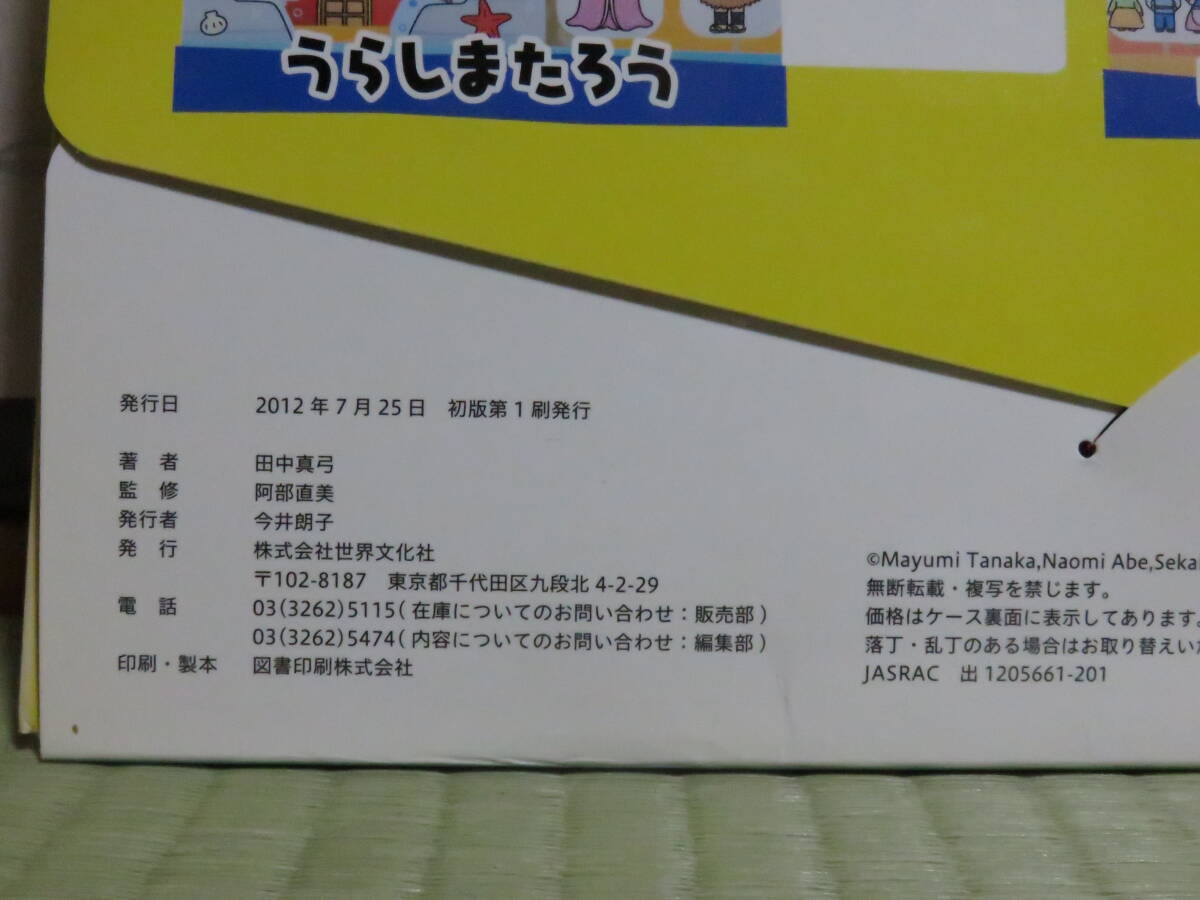 うらしまたろう
発行日 2012年7月25日 初版第1刷発行
著 者 田中真弓
監 修 阿部直美
発行者 今井朗子
発 行 株式会社世界文化社
〒102-8187 東京都千代田区九段北4-2-29
電 話 03(3262)5115(在庫についてのお問い合わせ:販売部)
03(3262)5474(内容についてのお問い合わせ:編集部)
印刷・製本 図書印刷株式会社
©Mayumi Tanaka,Naomi Abe,Sekai
無断転載・複写を禁じます。
価格はケース裏面に表示してあります。
落丁・乱丁のある場合はお取り替えい
JASRAC 出1205661-201